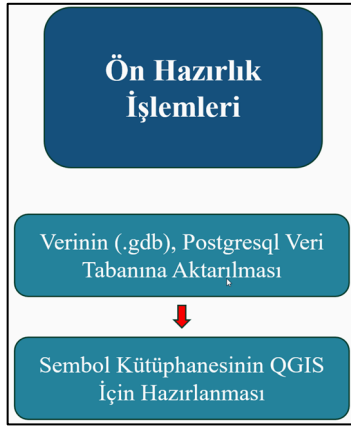 Ön Hazırlık
İşlemleri
Verinin (.gdb), Postgresql Veri
Tabanına Aktarılması
Sembol Kütüphanesinin QGIS
İçin Hazırlanması